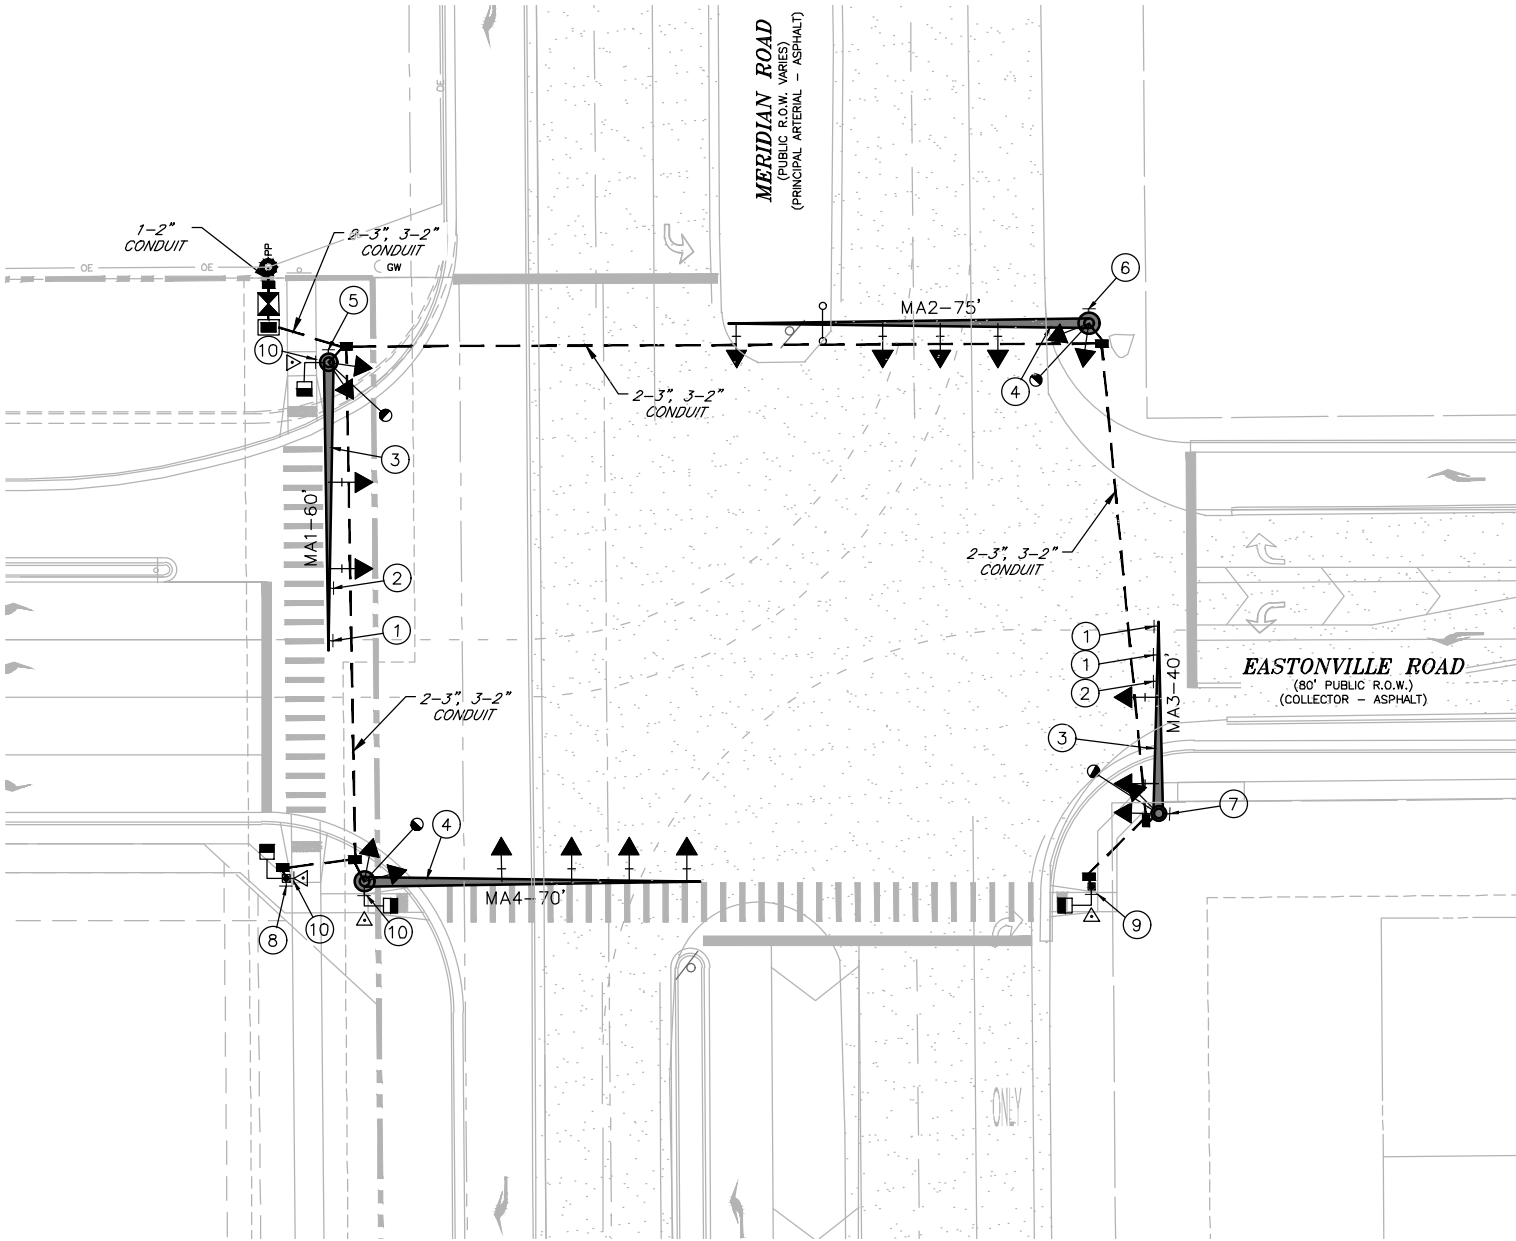 MERIDIAN ROAD
(PUBLIC R.O.W. VARIES)
(PRINCIPAL ARTERIAL – ASPHALT)
OE
1–2"
CONDUIT
PP
2–3", 3–2"
CONDUIT
GW
OE
OE
5
6
MA2–75'
10
4
2–3", 3–2"
CONDUIT
3
MA1–60'
2–3", 3–2"
CONDUIT
2
1
1
1
2
EASTONVILLE ROAD
(80' PUBLIC R.O.W.)
(COLLECTOR – ASPHALT)
MA3–40'
2–3", 3–2"
CONDUIT
3
7
4
MA4–70'
8
10
10
9
ONLY